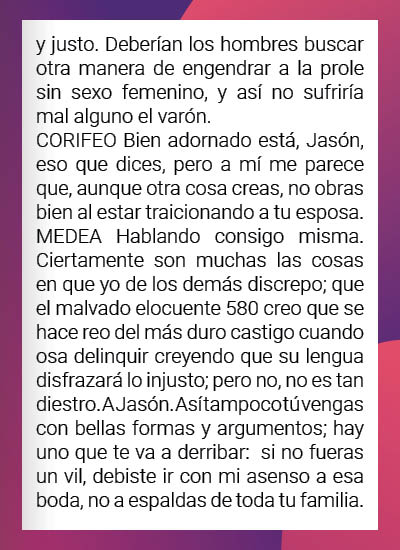 y justo. Deberían los hombres buscar
otra manera de engendrar a la prole
sin sexo femenino, y así no sufriría
mal alguno el varón.
CORIFEO Bien adornado está, Jasón,
eso que dices, pero a mí me parece
que, aunque otra cosa creas, no obras
bien al estar traicionando a tu esposa.
MEDEA Hablando consigo misma.
Ciertamente son muchas las cosas
en que yo de los demás discrepo; que
el malvado elocuente 580 creo que se
hace reo del más duro castigo cuando
osa delinquir creyendo que su lengua
disfrazará lo injusto; pero no, no es tan
diestro.AJasón.Asítampocotúvengas
con bellas formas y argumentos; hay
uno que te va a derribar:  si no fueras
un vil, debiste ir con mi asenso a esa
boda, no a espaldas de toda tu familia.